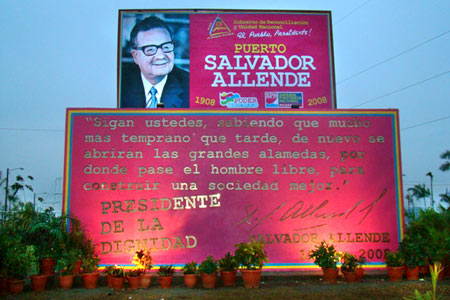 Gobierno de Reconciliación
y Unidad Nacional
¡El Pueblo, Presidente!
PUERTO
SALVADOR
ALLENDE
1908
PODER
2008
"Sigan ustedes, sabiendo que mucho
más temprano que tarde, de nuevo se
abrirán las grandes alamedas, por
donde pase el hombre libre, para
construir una sociedad mejor."
PRESIDENTE
DE LA
DIGNIDAD
SALVADOR ALLENDE
2008